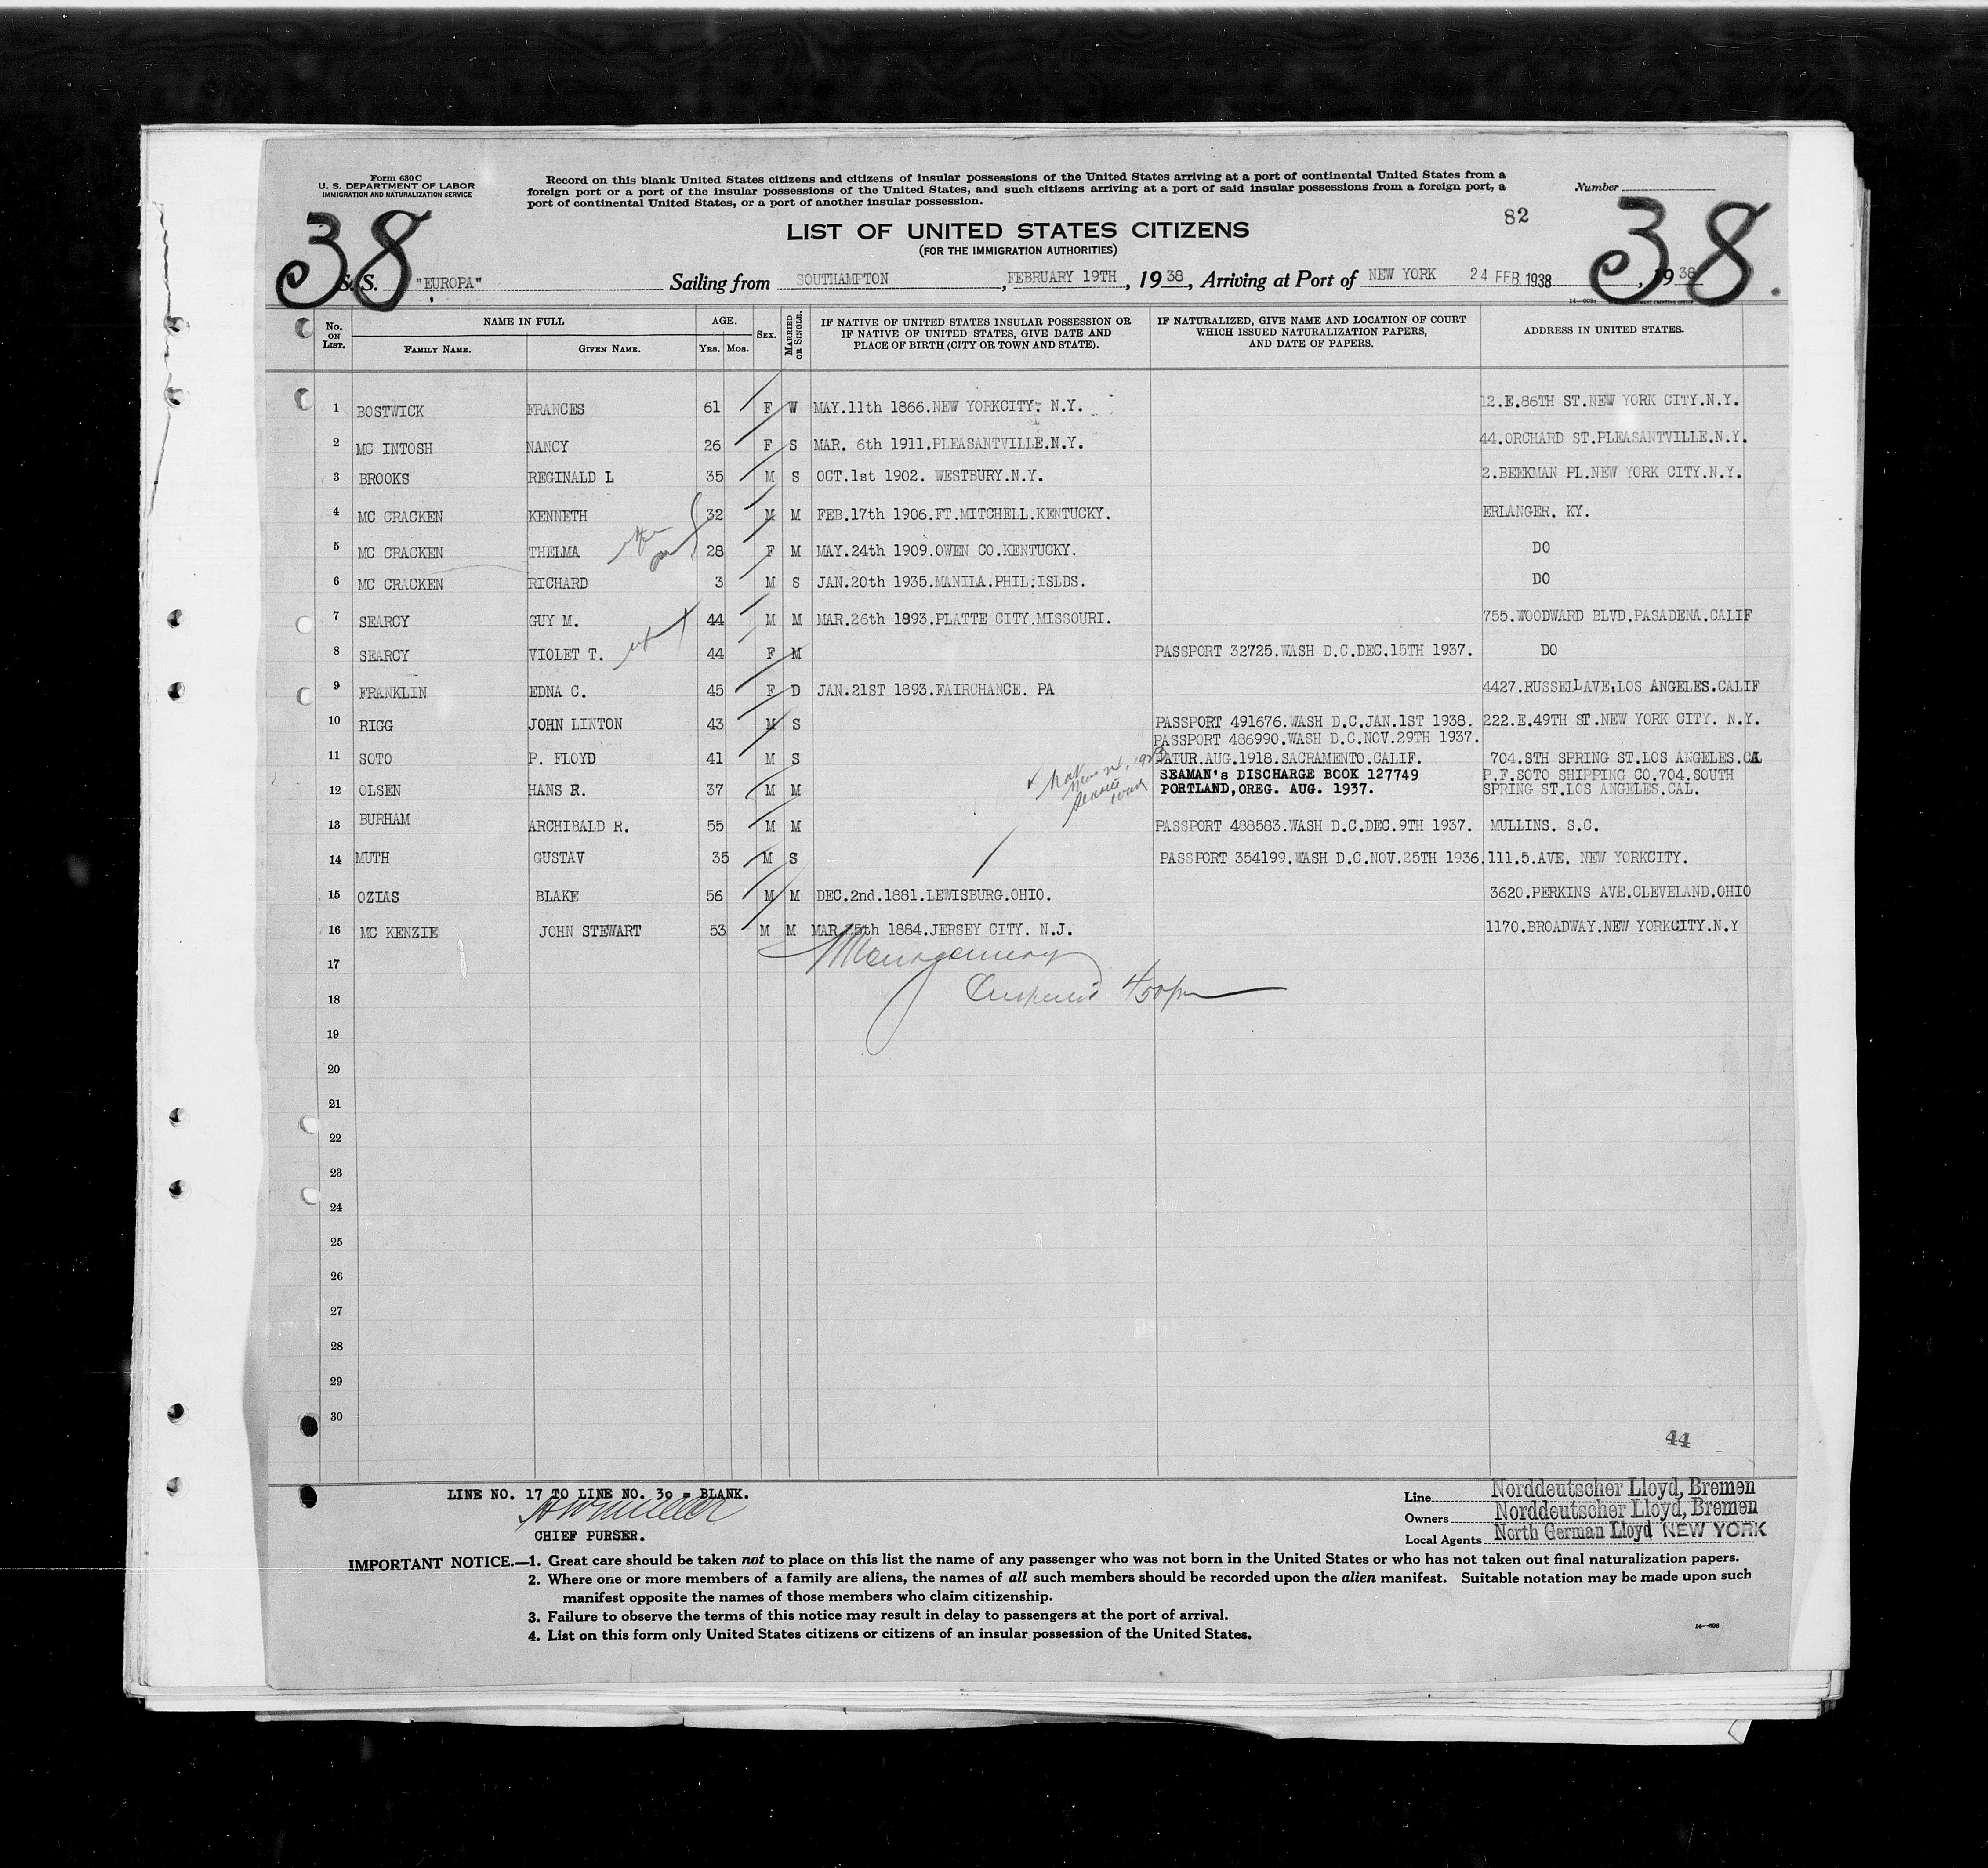 Form 630 C
U. S. DEPARTMENT OF LABOR
IMMIGRATION AND NATURALIZATION SERVICE
Record on this blank United States citizens and citizens of insular possessions of the United States arriving at a port of continental United States from a
foreign port or a port of the insular possessions of the United States, and such citizens arriving at a port of said insular possessions from a foreign port, a
port of continental United States, or a port of another insular possession.
Number
82
38
38.
LIST OF UNITED STATES CITIZENS
(FOR THE IMMIGRATION AUTHORITIES)
S. S. "EUROPA" Sailing from SOUTHAMPTON, FEBRUARY 19TH, 1938, Arriving at Port of NEW YORK 24 FEB. 1938, 1938
No. ON LIST. NAME IN FULL FAMILY NAME. GIVEN NAME. AGE. YRS. MOS. SEX. MARRIED OR SINGLE. IF NATIVE OF UNITED STATES INSULAR POSSESSION OR IF NATIVE OF UNITED STATES, GIVE DATE AND PLACE OF BIRTH (CITY OR TOWN AND STATE). IF NATURALIZED, GIVE NAME AND LOCATION OF COURT WHICH ISSUED NATURALIZATION PAPERS, AND DATE OF PAPERS. ADDRESS IN UNITED STATES.
1 BOSTWICK FRANCES 61 F W MAY.11th 1866.NEW YORKCITY. N.Y. 12.E.86TH ST.NEW YORK CITY.N.Y.
2 MC INTOSH NANCY 26 F S MAR. 6th 1911.PLEASANTVILLE.N.Y. 44.ORCHARD ST.PLEASANTVILLE.N.Y.
3 BROOKS REGINALD L 35 M S OCT.1st 1902. WESTBURY.N.Y. 2.BEEKMAN PL.NEW YORK CITY.N.Y.
4 MC CRACKEN KENNETH 32 M M FEB.17th 1906.FT.MITCHELL.KENTUCKY. ERLANGER. KY.
5 MC CRACKEN THELMA 28 F M MAY.24th 1909.OWEN CO.KENTUCKY. DO
6 MC CRACKEN RICHARD 3 M S JAN.20th 1935.MANILA.PHIL.ISLDS. DO
7 SEARCY GUY M. 44 M M MAR.26th 1893.PLATTE CITY.MISSOURI. 755.WOODWARD BLVD.PASADENA.CALIF
8 SEARCY VIOLET T. 44 F M PASSPORT 32725.WASH D.C.DEC.15TH 1937. DO
9 FRANKLIN EDNA C. 45 F D JAN.21ST 1893.FAIRCHANCE. PA 4427.RUSSELLAVE.LOS ANGELES.CALIF
10 RIGG JOHN LINTON 43 M S PASSPORT 491676.WASH D.C.JAN.1ST 1938. 222.E.49TH ST.NEW YORK CITY. N.Y.
PASSPORT 486990.WASH D.C.NOV.29TH 1937.
11 SOTO P. FLOYD 41 M S NATUR.AUG.1918.SACRAMENTO.CALIF. 704.STH SPRING ST.LOS ANGELES.CA
SEAMAN's DISCHARGE BOOK 127749 P.F.SOTO SHIPPING CO.704.SOUTH
12 OLSEN HANS R. 37 M M PORTLAND,OREG. AUG. 1937. SPRING ST.LOS ANGELES.CAL.
13 BURHAM ARCHIBALD R. 55 M M PASSPORT 488583.WASH D.C.DEC.9TH 1937. MULLINS. S.C.
14 MUTH GUSTAV 35 M S PASSPORT 354199.WASH D.C.NOV.25TH 1936. 111.5.AVE. NEW YORKCITY.
15 OZIAS BLAKE 56 M M DEC.2nd.1881.LEWISBURG.OHIO. 3620.PERKINS AVE.CLEVELAND.OHIO
16 MC KENZIE JOHN STEWART 53 M M MAR 25th 1884.JERSEY CITY. N.J. 1170.BROADWAY.NEW YORKCITY.N.Y
17
18
19
20
21
22
23
24
25
26
27
28
29
30
44
LINE NO. 17 TO LINE NO. 30 = BLANK.
CHIEF PURSER.
Line Norddeutscher Lloyd, Bremen
Owners Norddeutscher Lloyd, Bremen
Local Agents North German Lloyd NEW YORK
IMPORTANT NOTICE.—1. Great care should be taken not to place on this list the name of any passenger who was not born in the United States or who has not taken out final naturalization papers.
2. Where one or more members of a family are aliens, the names of all such members should be recorded upon the alien manifest. Suitable notation may be made upon such
manifest opposite the names of those members who claim citizenship.
3. Failure to observe the terms of this notice may result in delay to passengers at the port of arrival.
4. List on this form only United States citizens or citizens of an insular possession of the United States.